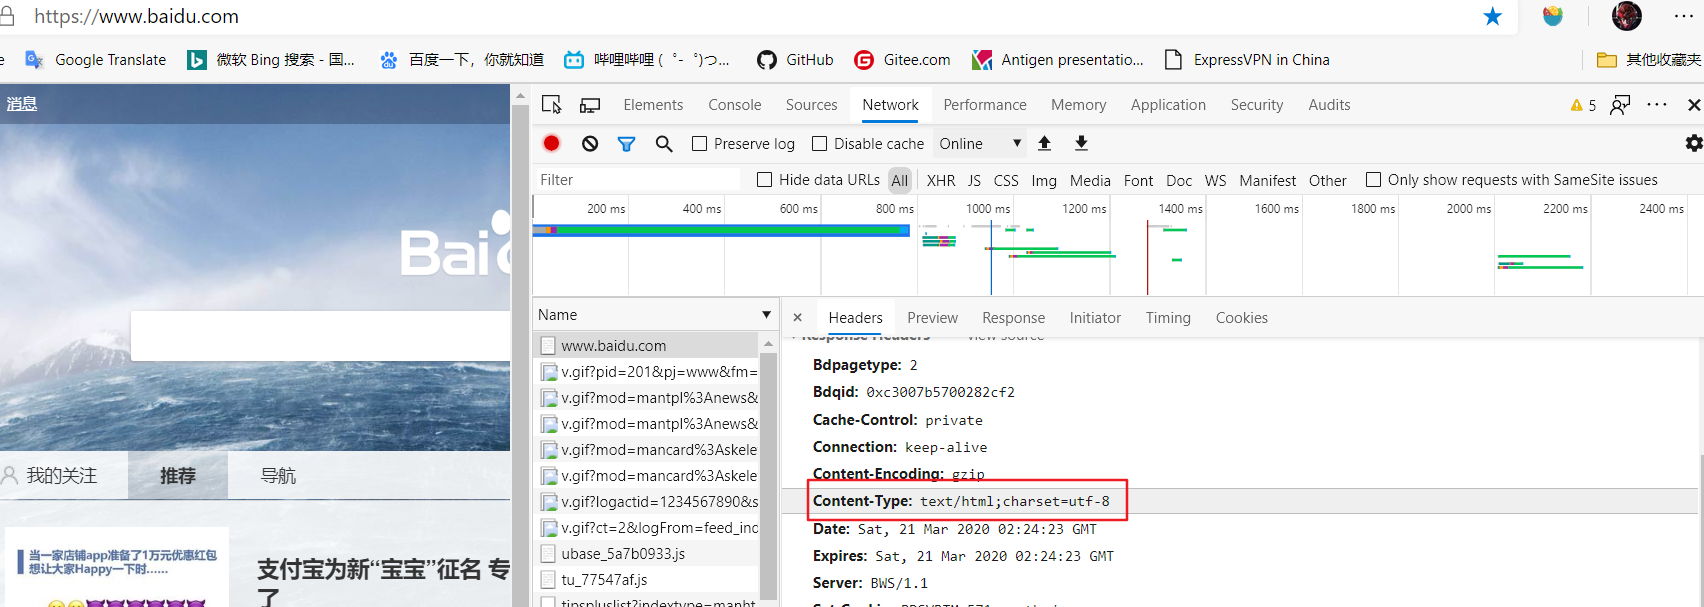 https://www.baidu.com
Google Translate
微软 Bing 搜索 - 国...
百度一下，你就知道
哔哩哔哩 ( ゜- ゜)つ...
GitHub
Gitee.com
Antigen presentatio...
ExpressVPN in China
其他收藏夹
消息
Elements Console Sources Network Performance Memory Application Security Audits
5
Preserve log Disable cache Online
Filter
Hide data URLs All XHR JS CSS Img Media Font Doc WS Manifest Other Only show requests with SameSite issues
200 ms 400 ms 600 ms 800 ms 1000 ms 1200 ms 1400 ms 1600 ms 1800 ms 2000 ms 2200 ms 2400 ms
Bai
Name
Headers Preview Response Initiator Timing Cookies
www.baidu.com
v.gif?pid=201&pj=www&fm=
v.gif?mod=mantpl%3Anews&
v.gif?mod=mantpl%3Anews&
v.gif?mod=mancard%3Askele
v.gif?mod=mancard%3Askele
v.gif?logactid=1234567890&s
v.gif?ct=2&logFrom=feed_ind
ubase_5a7b0933.js
tu_77547af.js
tipspluslist?indextype=manht
Response Headers view source
Bdpagetype: 2
Bdqid: 0xc3007b5700282cf2
Cache-Control: private
Connection: keep-alive
Content-Encoding: gzip
Content-Type: text/html;charset=utf-8
Date: Sat, 21 Mar 2020 02:24:23 GMT
Expires: Sat, 21 Mar 2020 02:24:23 GMT
Server: BWS/1.1
我的关注 推荐 导航
当一家店铺app准备了1万元优惠红包
想让大家Happy一下时......
支付宝为新“宝宝”征名 专
了